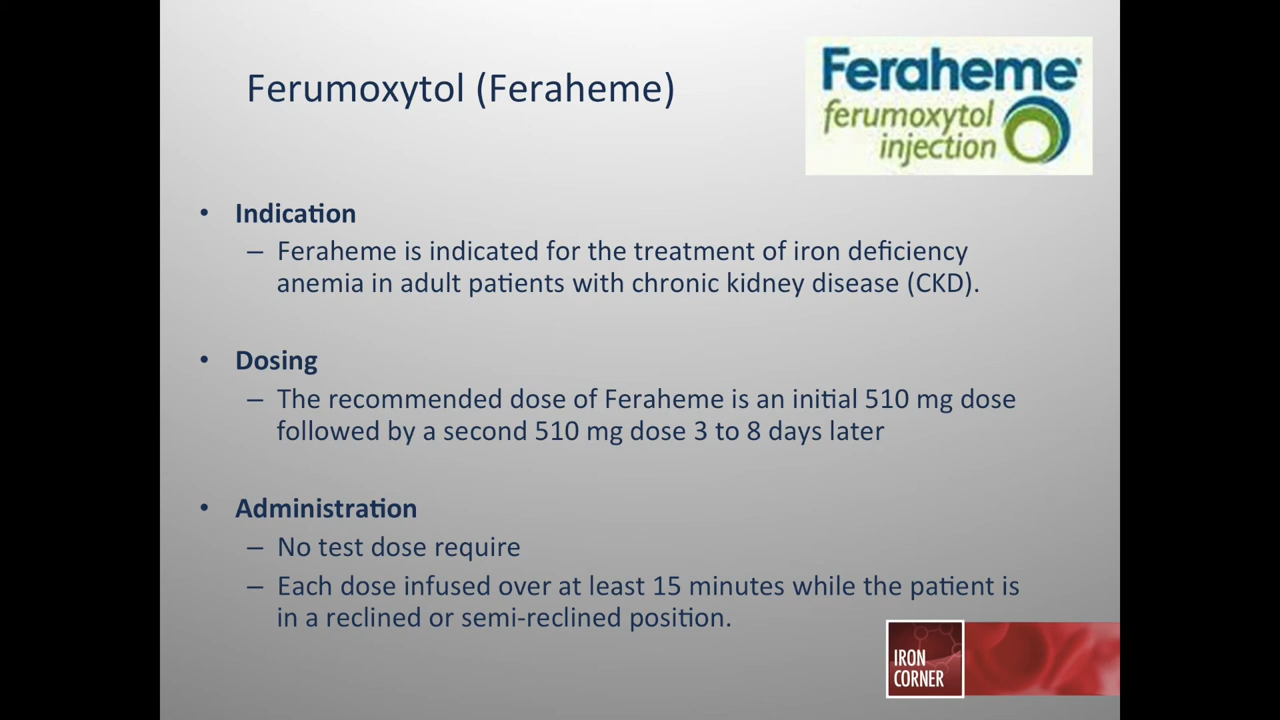 Ferumoxytol (Feraheme)
Feraheme
ferumoxytol
injection
• Indication
– Feraheme is indicated for the treatment of iron deficiency
anemia in adult patients with chronic kidney disease (CKD).
• Dosing
– The recommended dose of Feraheme is an initial 510 mg dose
followed by a second 510 mg dose 3 to 8 days later
• Administration
– No test dose require
– Each dose infused over at least 15 minutes while the patient is
in a reclined or semi-reclined position.
IRON
CORNER